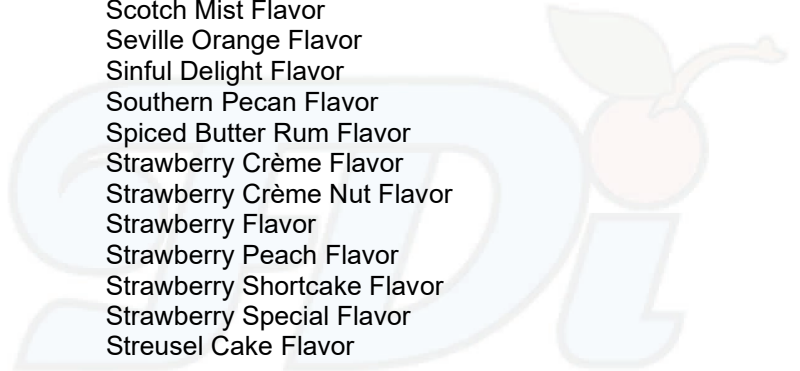 Scotch Mist Flavor
Seville Orange Flavor
Sinful Delight Flavor
Southern Pecan Flavor
Spiced Butter Rum Flavor
Strawberry Crème Flavor
Strawberry Crème Nut Flavor
Strawberry Flavor
Strawberry Peach Flavor
Strawberry Shortcake Flavor
Strawberry Special Flavor
Streusel Cake Flavor